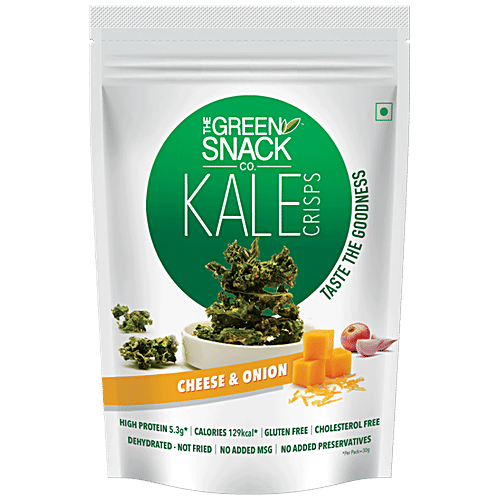 THE GREEN
SNACK
CO.
KALE CRISPS
TASTE THE GOODNESS
CHEESE & ONION
HIGH PROTEIN 5.3g* | CALORIES 129kcal* | GLUTEN FREE | CHOLESTEROL FREE
DEHYDRATED - NOT FRIED | NO ADDED MSG | NO ADDED PRESERVATIVES
*Per Pack=30g